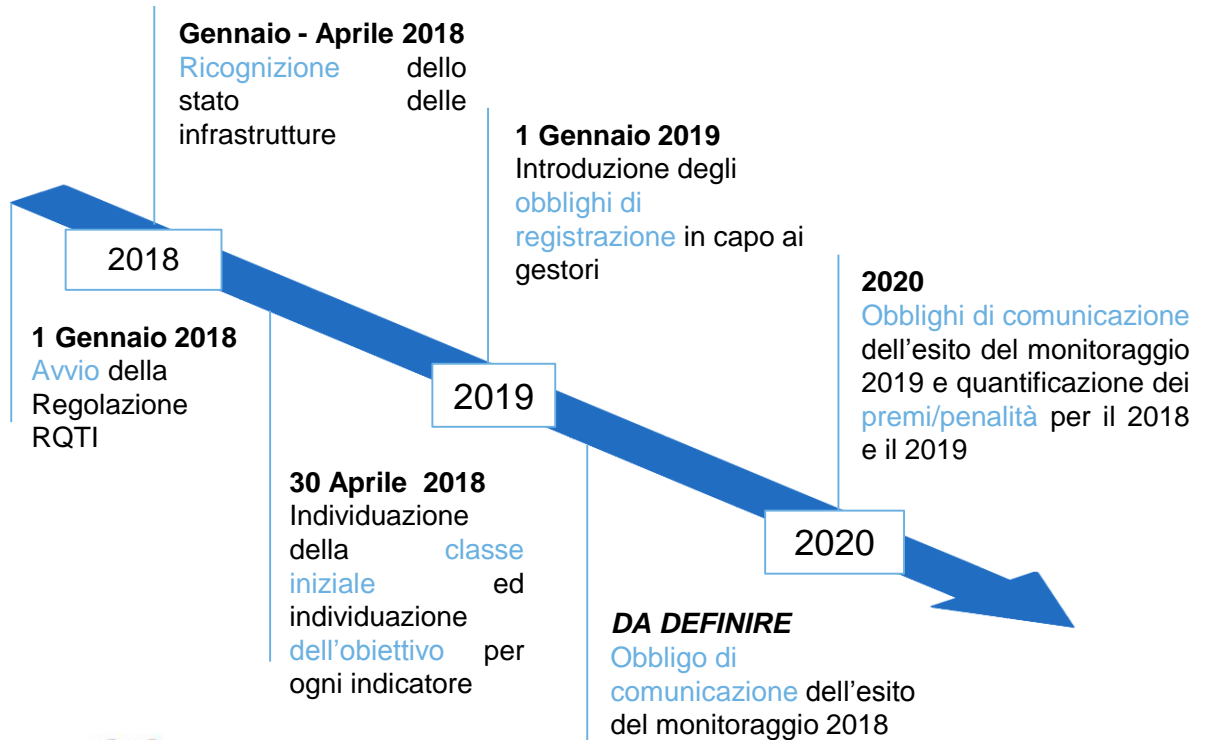 Gennaio - Aprile 2018
Ricognizione dello
stato delle
infrastrutture
1 Gennaio 2019
Introduzione degli
obblighi di
registrazione in capo ai
gestori
2020
Obblighi di comunicazione
dell'esito del monitoraggio
2019 e quantificazione dei
premi/penalità per il 2018
e il 2019
2018
2019
2020
1 Gennaio 2018
Avvio della
Regolazione
RQTI
30 Aprile 2018
Individuazione
della classe
iniziale ed
individuazione
dell'obiettivo per
ogni indicatore
DA DEFINIRE
Obbligo di
comunicazione dell'esito
del monitoraggio 2018